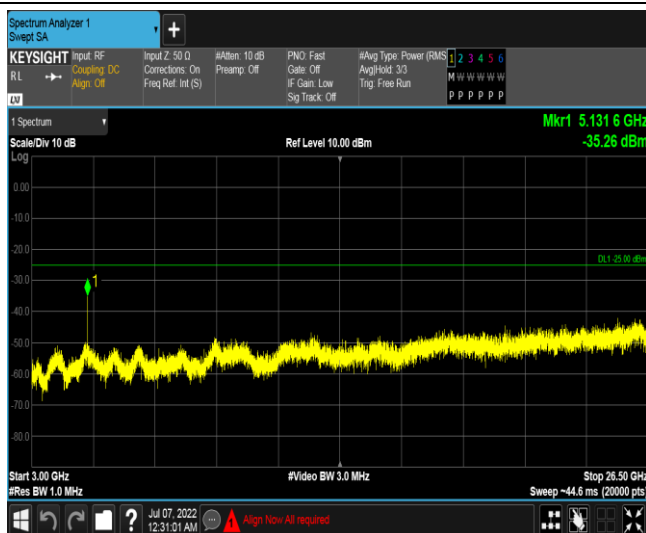 Spectrum Analyzer 1
Swept SA
+
KEYSIGHT Input: RF Input Z: 50 Ω #Atten: 10 dB PNO: Fast #Avg Type: Power (RMS 1 2 3 4 5 6
RL Coupling: DC Corrections: On Preamp: Off Gate: Off Avg|Hold: 3/3 M W W W W W
Align: Off Freq Ref: Int (S) IF Gain: Low Trig: Free Run
Sig Track: Off P P P P P P
LXI
1 Spectrum Mkr1 5.131 6 GHz
Scale/Div 10 dB Ref Level 10.00 dBm -35.26 dBm
Log
0.00
-10.0
-20.0
DL1 -25.00 dBm
-30.0
1
-40.0
-50.0
-60.0
-70.0
-80.0
Start 3.00 GHz #Video BW 3.0 MHz Stop 26.50 GHz
#Res BW 1.0 MHz Sweep ~44.6 ms (20000 pts)
? Jul 07, 2022
12:31:01 AM
Align Now All required